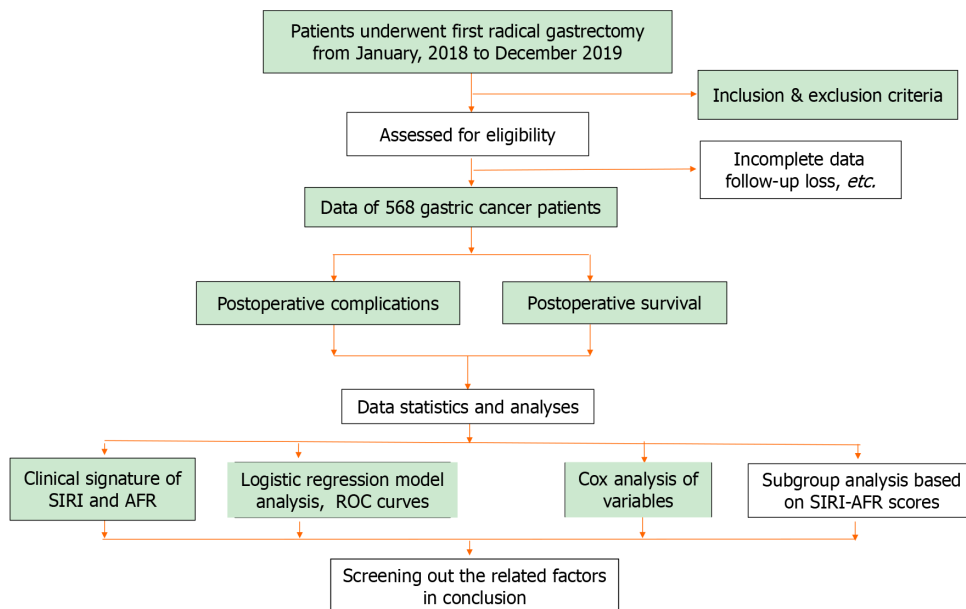 Patients underwent first radical gastrectomy
from January, 2018 to December 2019
Inclusion & exclusion criteria
Assessed for eligibility
Incomplete data
follow-up loss, etc.
Data of 568 gastric cancer patients
Postoperative complications
Postoperative survival
Data statistics and analyses
Clinical signature of
SIRI and AFR
Logistic regression model
analysis, ROC curves
Cox analysis of
variables
Subgroup analysis based
on SIRI-AFR scores
Screening out the related factors
in conclusion